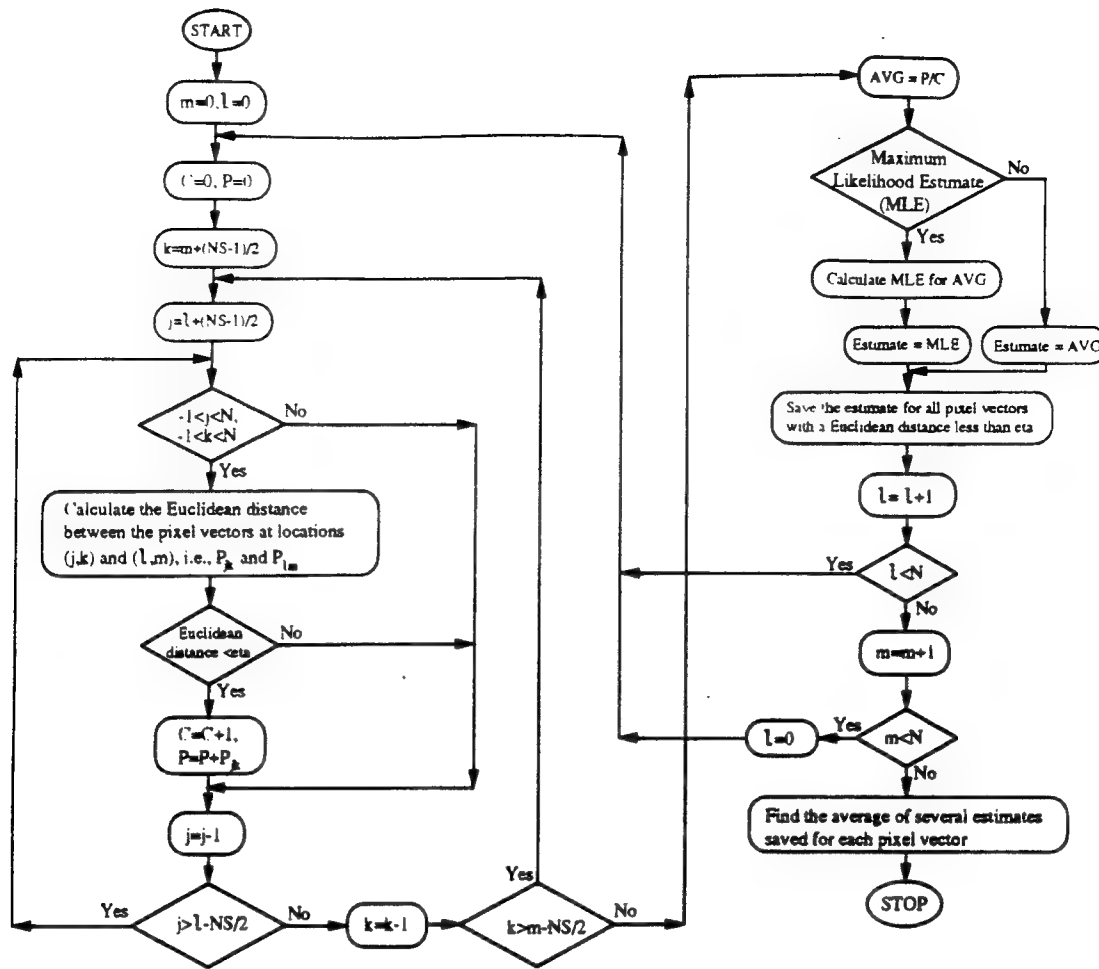 START
m=0,l=0
C=0, P=0
k=m+(NS-1)/2
j=l+(NS-1)/2
-1<j<N,
-1<k<N
No
Yes
Calculate the Euclidean distance
between the pixel vectors at locations
(j,k) and (l,m), i.e., Pjk and Plm
Euclidean
distance <eta
No
Yes
C=C+1,
P=P+Pjk
j=j-1
j>l-NS/2
Yes
No
k=k-1
k>m-NS/2
Yes
No
AVG = P/C
Maximum
Likelihood Estimate
(MLE)
No
Yes
Calculate MLE for AVG
Estimate = MLE
Estimate = AVG
Save the estimate for all pixel vectors
with a Euclidean distance less than eta
l=l+1
l<N
Yes
No
m=m+1
m<N
Yes
l=0
No
Find the average of several estimates
saved for each pixel vector
STOP